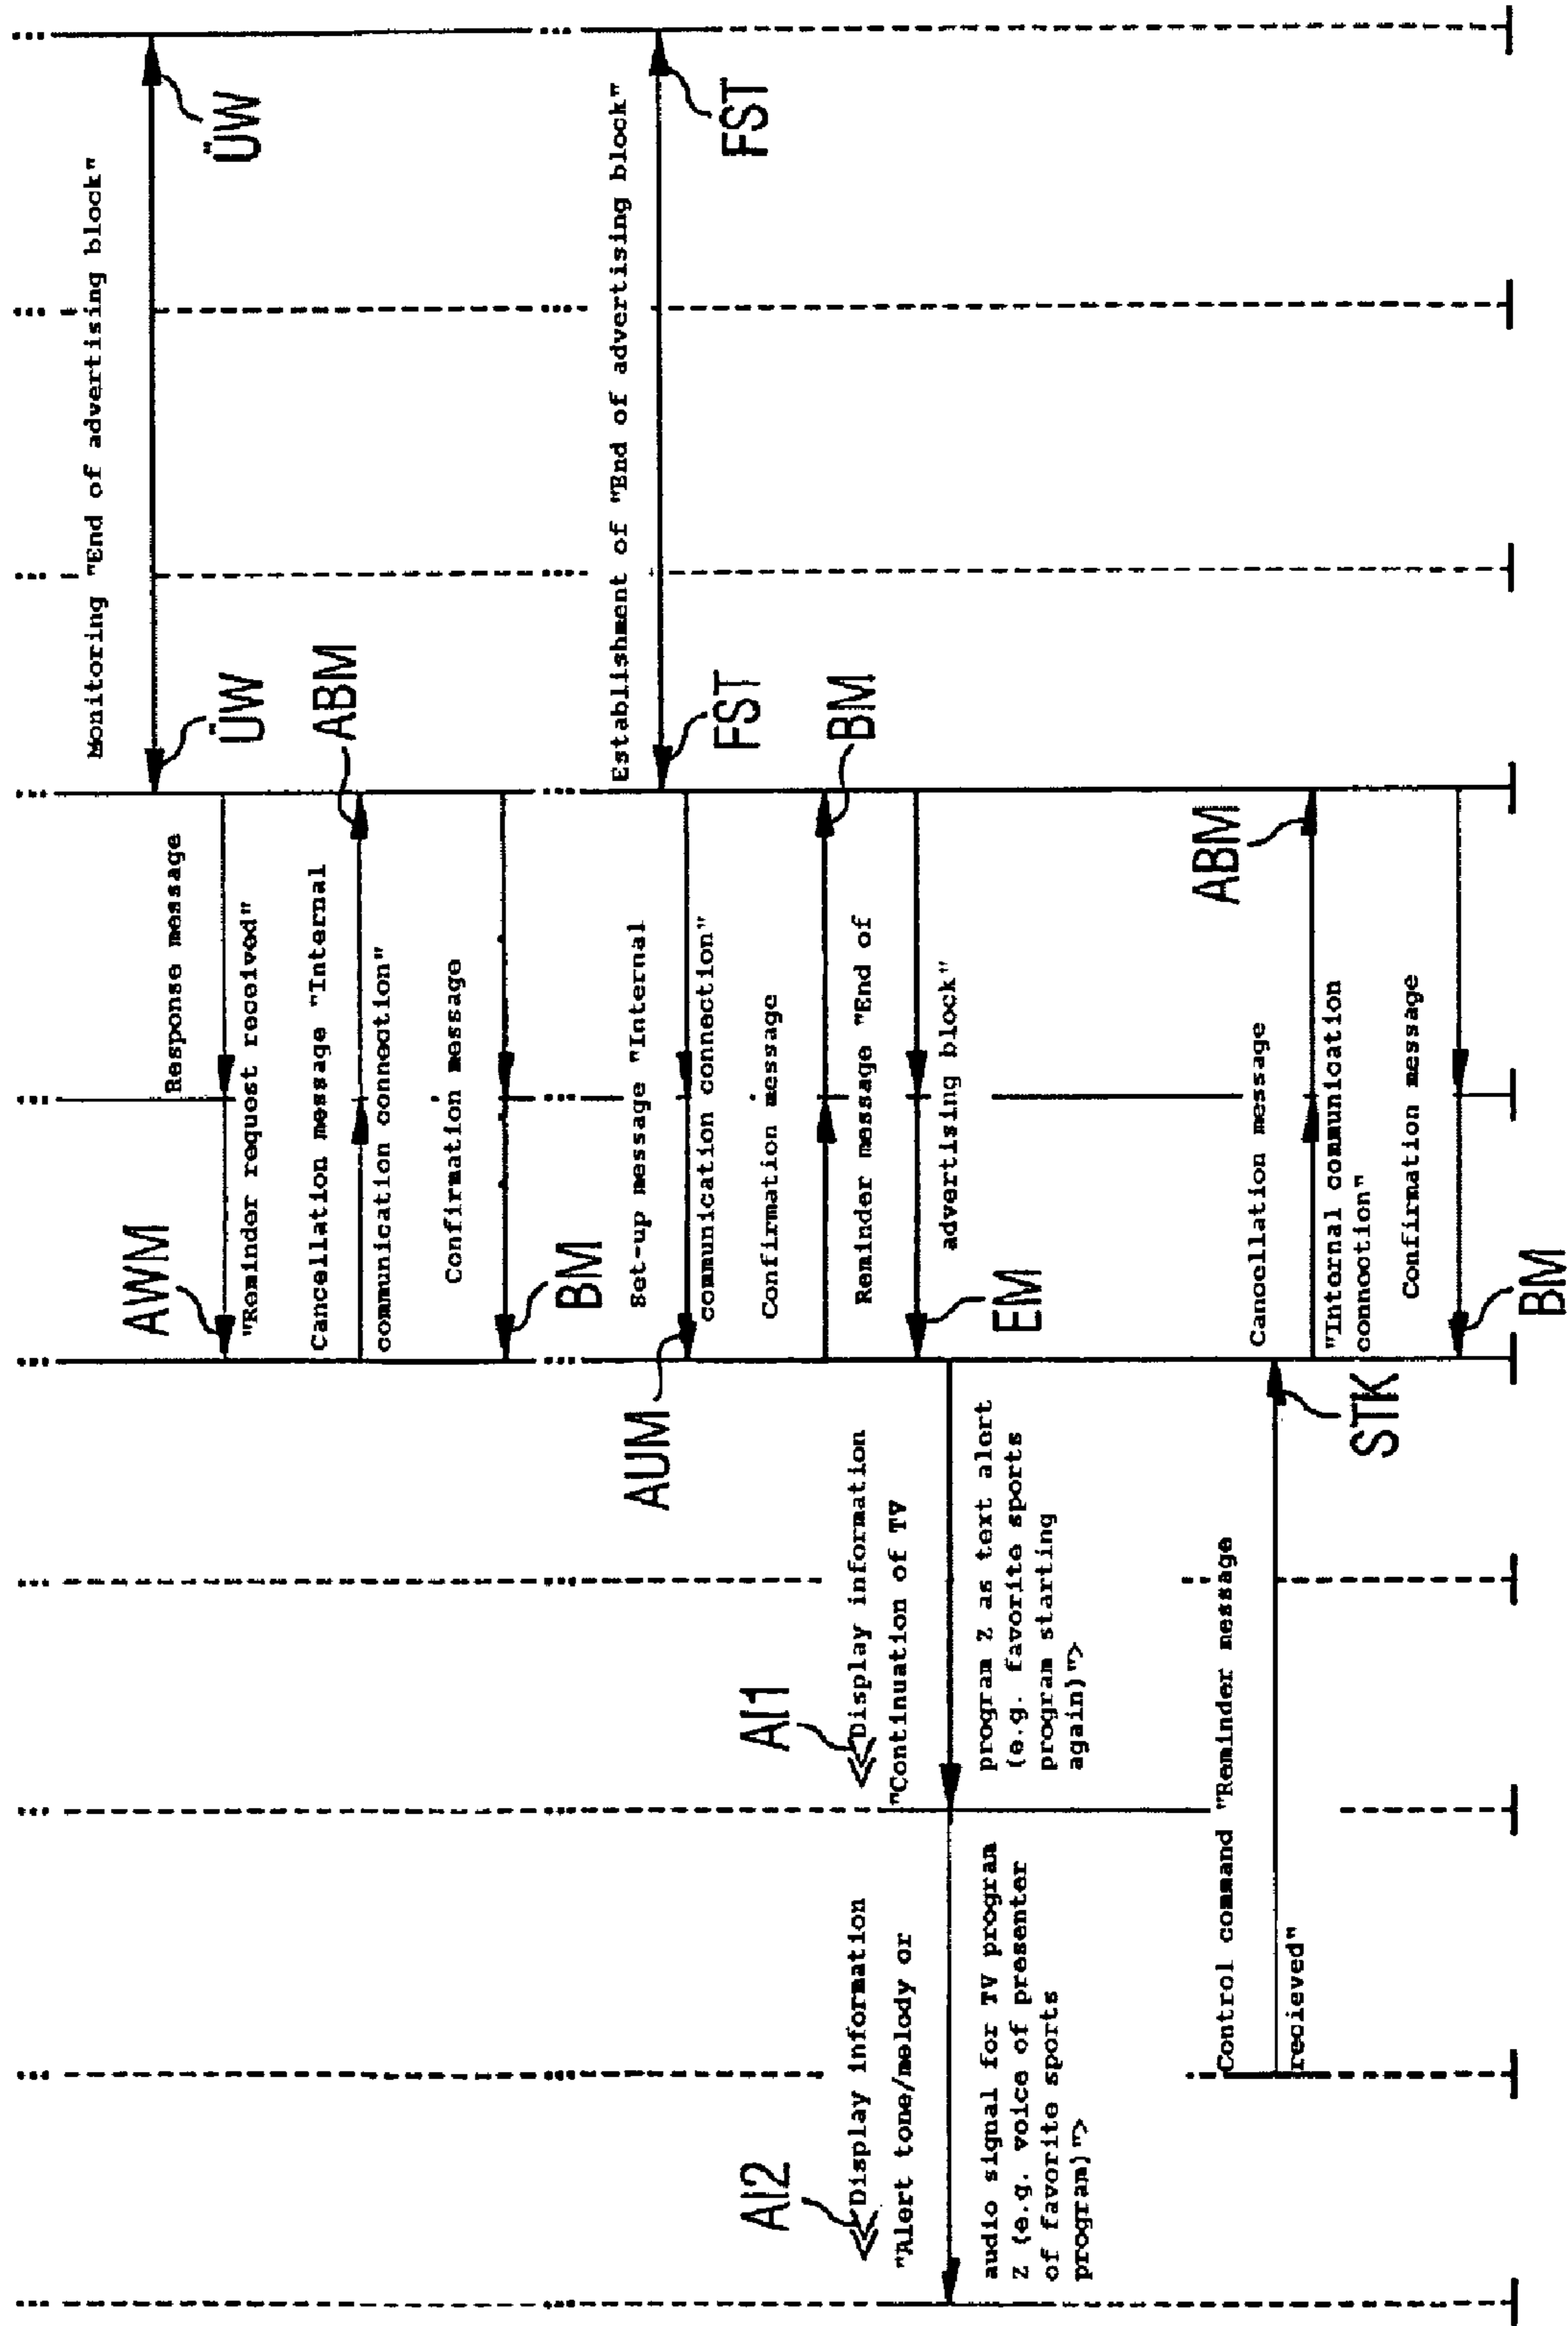 Monitoring "End of advertising block"
ÜW
ÜW
Response message
AWM
"Reminder request received"
Cancellation message "Internal
communication connection"
ABM
Confirmation message
BM
Establishment of "End of advertising block"
FST
FST
Set-up message "Internal
communication connection"
AUM
Confirmation message
BM
Reminder message "End of
advertising block"
EM
AI1
<Display information
"Continuation of TV
program Z as text alert
(e.g. favorite sports
program starting
again)">
AI2
<Display information
"Alert tone/melody or
audio signal for TV program
Z (e.g. voice of presenter
of favorite sports
program)">
Control command "Reminder message
recieved"
STK
Cancellation message
"Internal communication
connection"
ABM
Confirmation message
BM